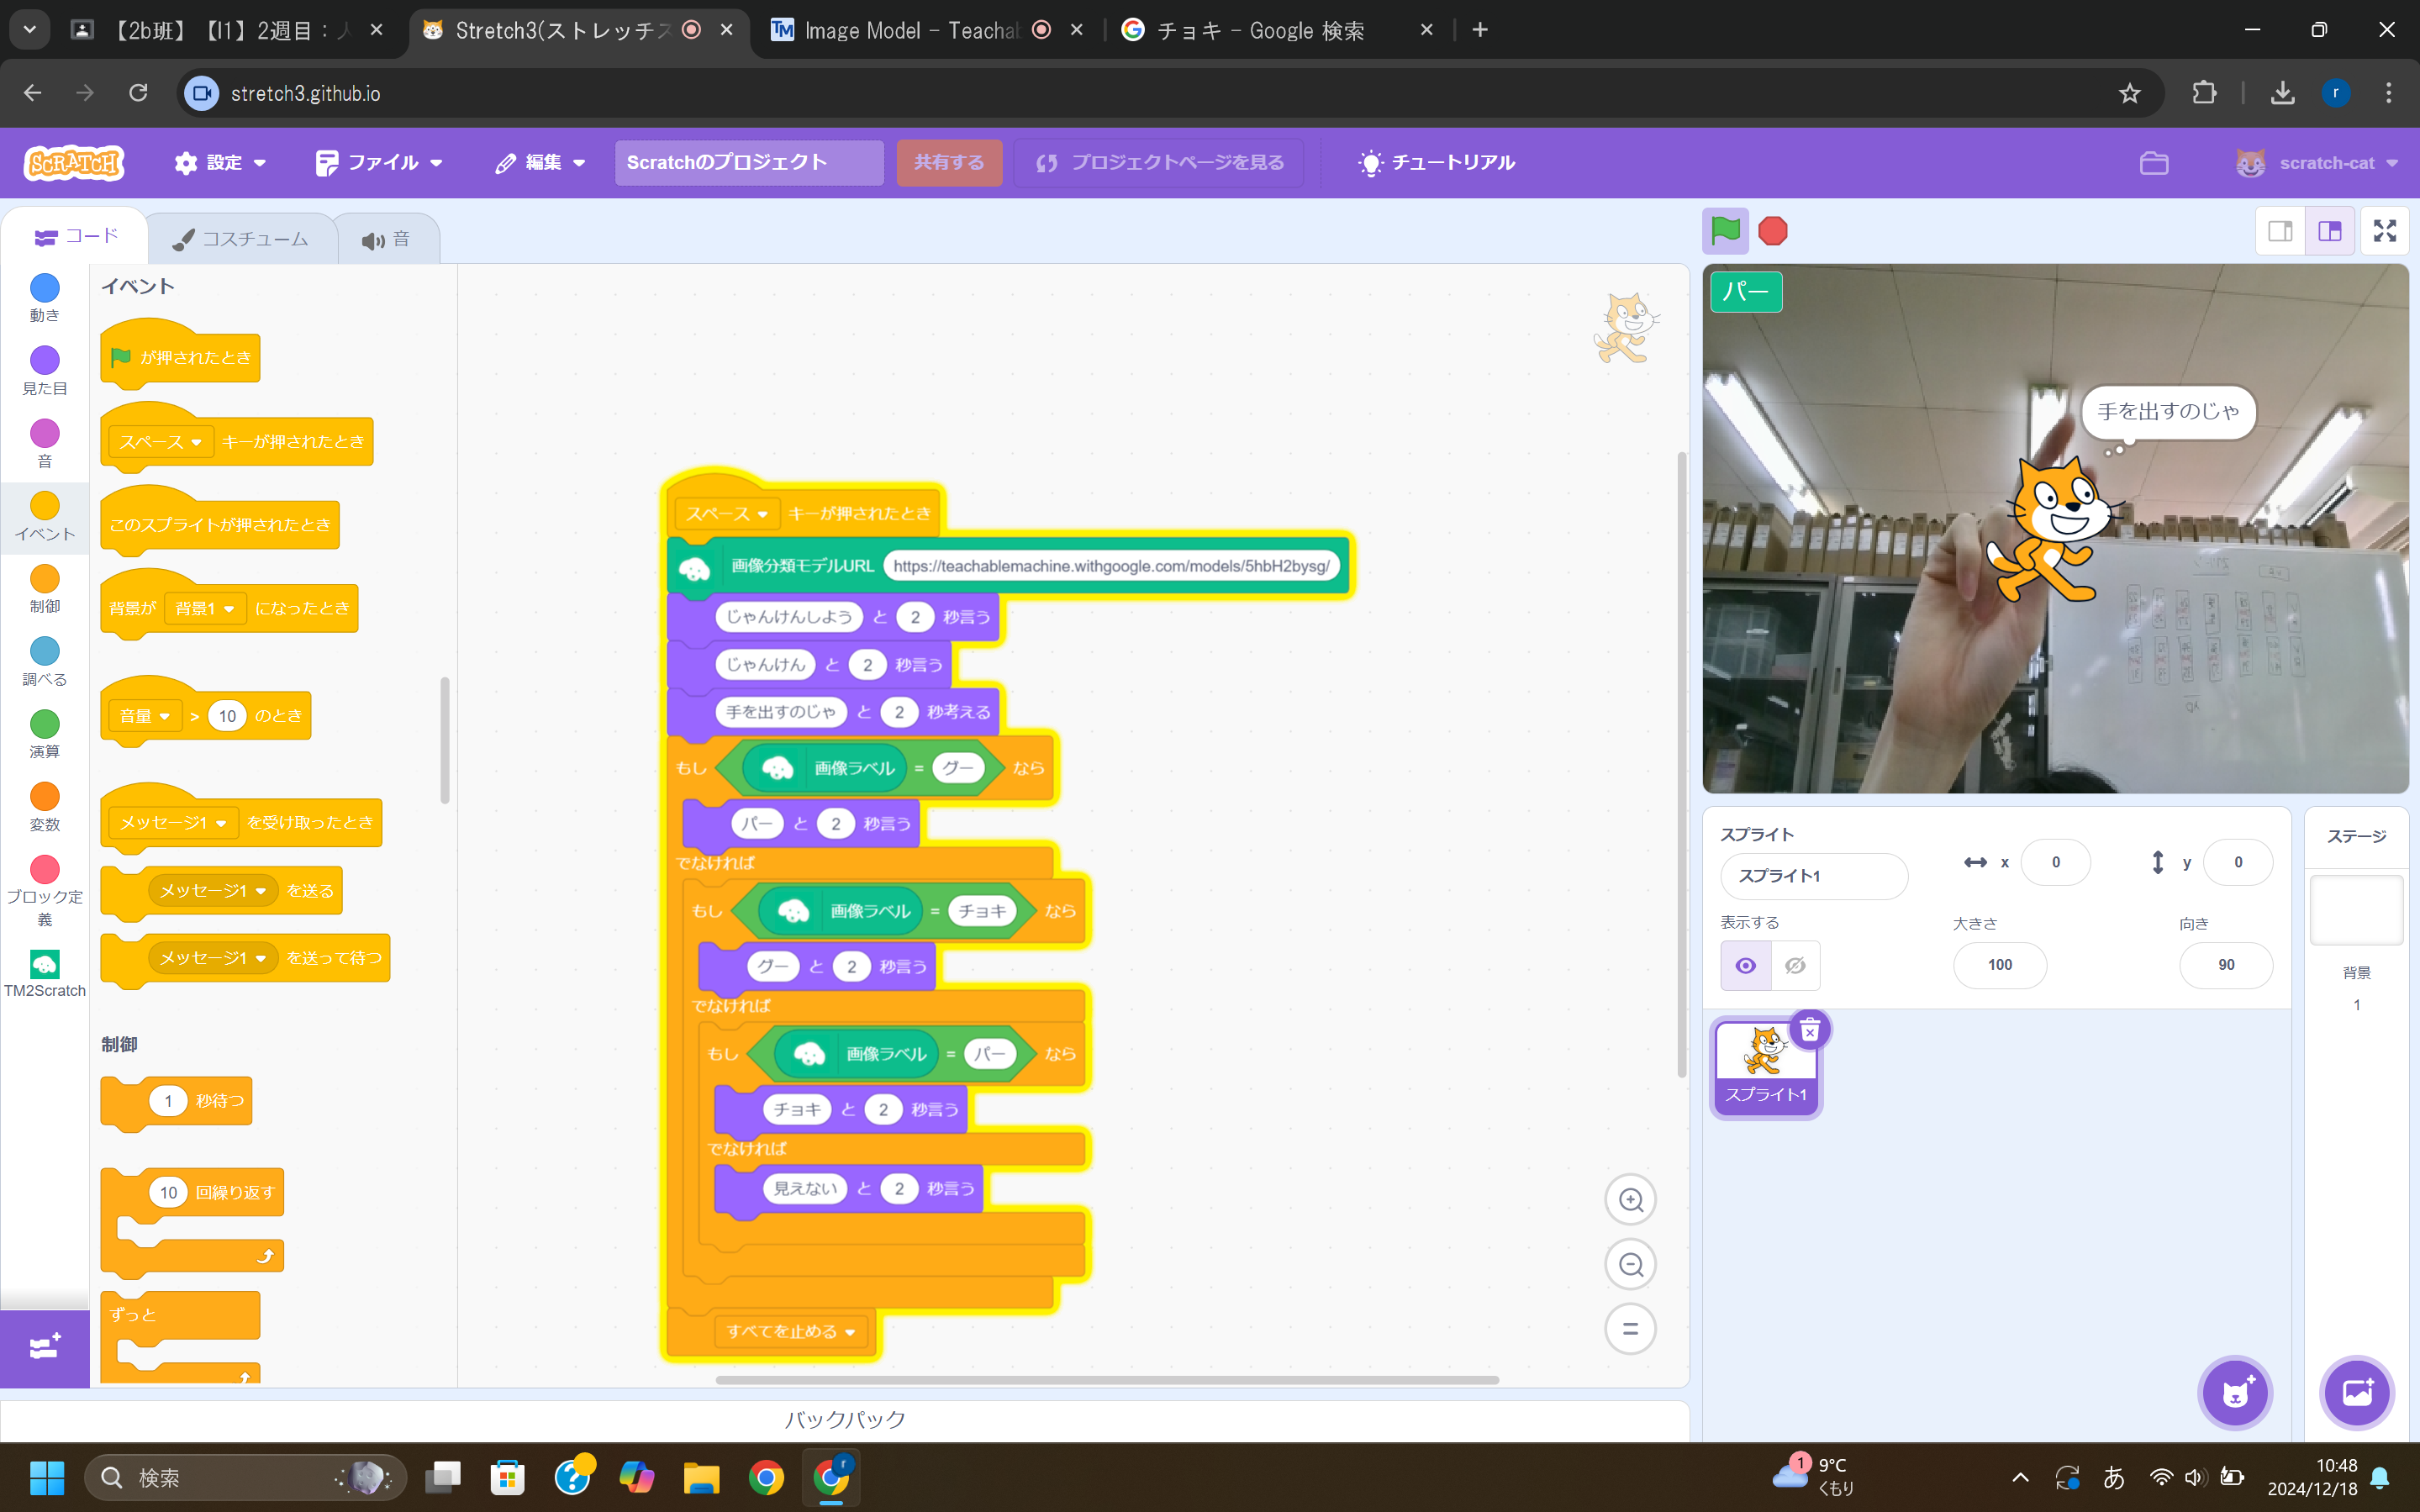 【2b班】【I1】2週目：人
Stretch3(ストレッチス
Image Model – Teachab
チョキ - Google 検索
stretch3.github.io
r
SCRATCH
設定
ファイル
編集
Scratchのプロジェクト
共有する
プロジェクトページを見る
チュートリアル
scratch-cat
コード
コスチューム
音
動き
見た目
音
イベント
制御
調べる
演算
変数
ブロック定義
TM2Scratch
イベント
が押されたとき
スペース キーが押されたとき
このスプライトが押されたとき
背景が 背景1 になったとき
音量 > 10 のとき
メッセージ1 を受け取ったとき
メッセージ1 を送る
メッセージ1 を送って待つ
制御
1 秒待つ
10 回繰り返す
ずっと
スペース キーが押されたとき
画像分類モデルURL https://teachablemachine.withgoogle.com/models/5hbH2bysg/
じゃんけんしよう と 2 秒言う
じゃんけん と 2 秒言う
手を出すのじゃ と 2 秒考える
もし 画像ラベル = グー なら
パー と 2 秒言う
でなければ
もし 画像ラベル = チョキ なら
グー と 2 秒言う
でなければ
もし 画像ラベル = パー なら
チョキ と 2 秒言う
でなければ
見えない と 2 秒言う
すべてを止める
バックパック
パー
手を出すのじゃ
スプライト
スプライト1
x 0
y 0
表示する
大きさ
100
向き
90
スプライト1
ステージ
背景
1
検索
r
1
9°C
くもり
あ
10:48
2024/12/18